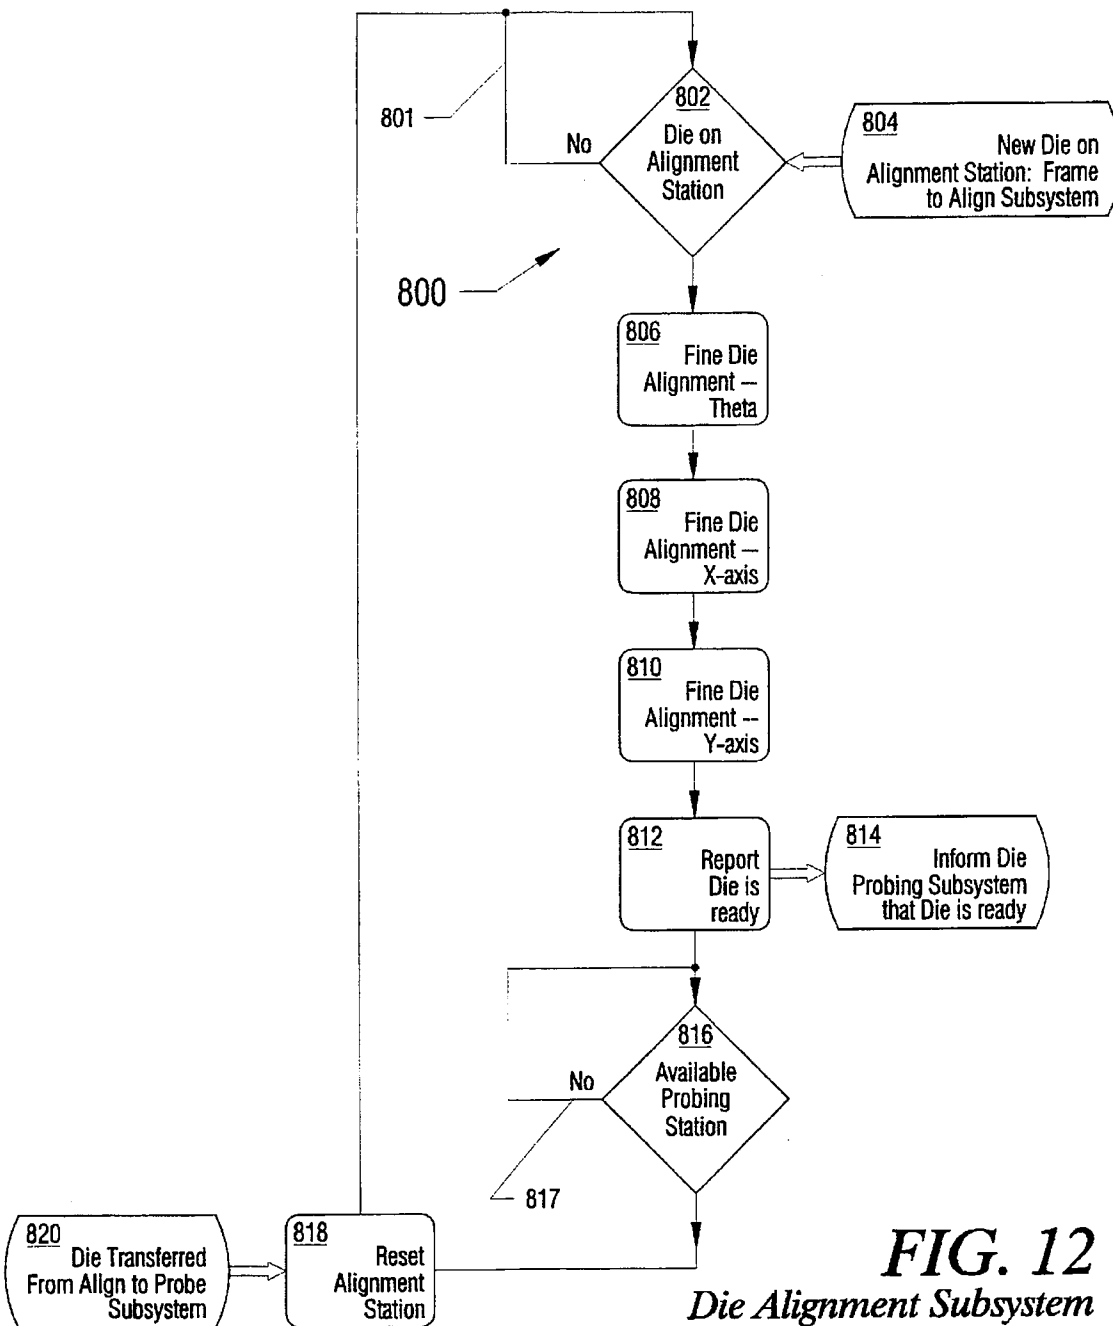 801
No
802
Die on
Alignment
Station
804
New Die on
Alignment Station: Frame
to Align Subsystem
800
806
Fine Die
Alignment —
Theta
808
Fine Die
Alignment —
X-axis
810
Fine Die
Alignment --
Y-axis
812
Report
Die is
ready
814
Inform Die
Probing Subsystem
that Die is ready
816
Available
Probing
Station
No
817
820
Die Transferred
From Align to Probe
Subsystem
818
Reset
Alignment
Station
FIG. 12
Die Alignment Subsystem